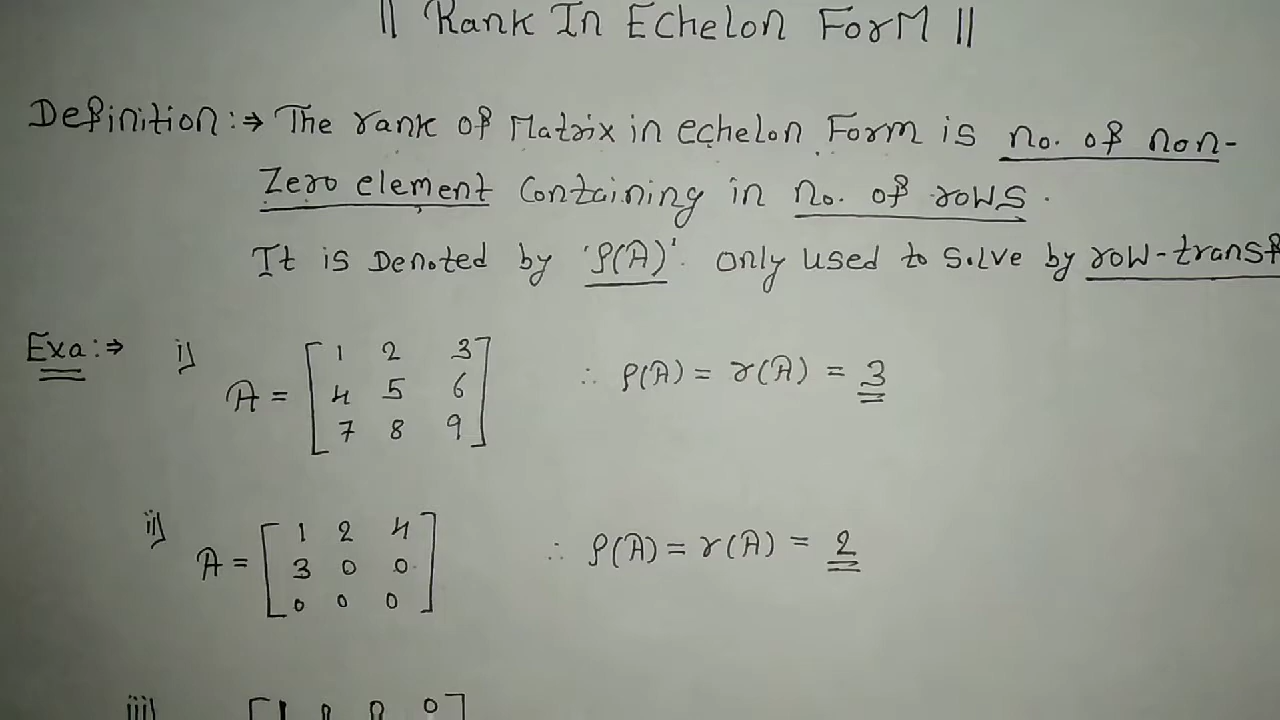 || Rank In Echelon Form ||
Definition :→ The rank of Matrix in echelon Form is no. of non-
Zero element Containing in no. of rows.
It is Denoted by 'ρ(A)'. only used to solve by row-transf
Exa :→ i) A = [ 1 2 3
4 5 6
7 8 9 ] ∴ ρ(A) = r(A) = 3
ii) A = [ 1 2 4
3 0 0
0 0 0 ] ∴ ρ(A) = r(A) = 2
iii)